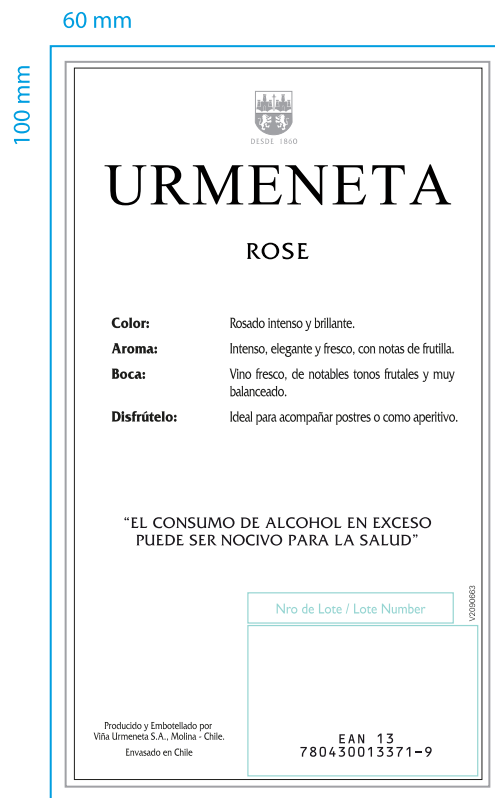 60 mm
100 mm
DESDE 1860
URMENETA
ROSE
Color: Rosado intenso y brillante.
Aroma: Intenso, elegante y fresco, con notas de frutilla.
Boca: Vino fresco, de notables tonos frutales y muy
balanceado.
Disfrútelo: Ideal para acompañar postres o como aperitivo.
“EL CONSUMO DE ALCOHOL EN EXCESO
PUEDE SER NOCIVO PARA LA SALUD”
Nro de Lote / Lote Number
V2090663
Producido y Embotellado por
Viña Urmeneta S.A., Molina - Chile.
Envasado en Chile
EAN 13
780430013371-9